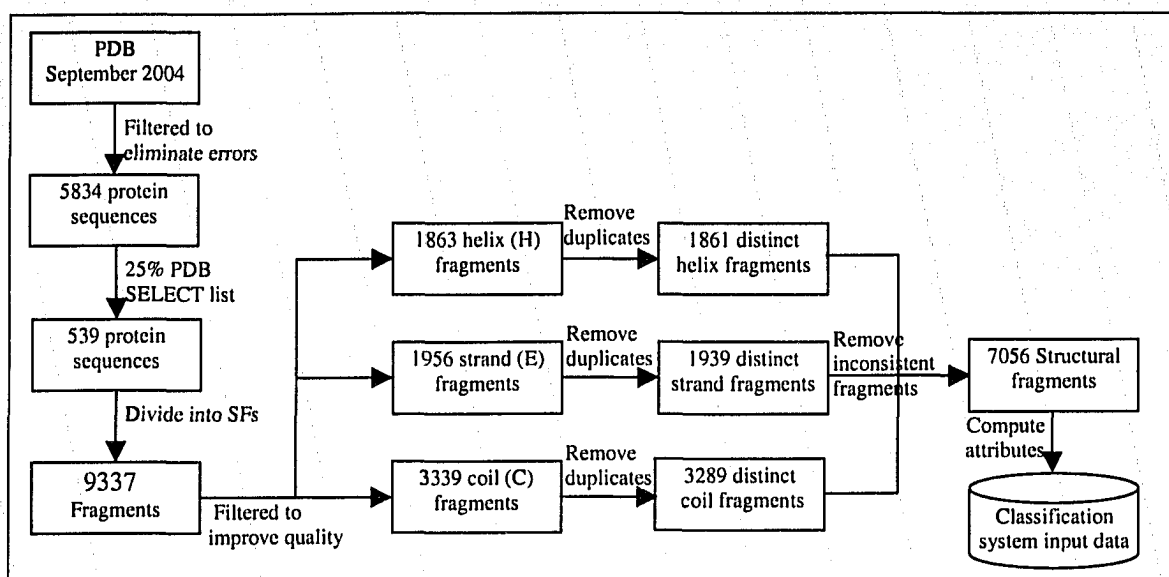 PDB
September 2004
Filtered to
eliminate errors
5834 protein
sequences
25% PDB
SELECT list
539 protein
sequences
Divide into SFs
9337
Fragments
Filtered to
improve quality
1863 helix (H)
fragments
Remove
duplicates
1861 distinct
helix fragments
1956 strand (E)
fragments
Remove
duplicates
1939 distinct
strand fragments
3339 coil (C)
fragments
Remove
duplicates
3289 distinct
coil fragments
Remove
inconsistent
fragments
7056 Structural
fragments
Compute
attributes
Classification
system input data